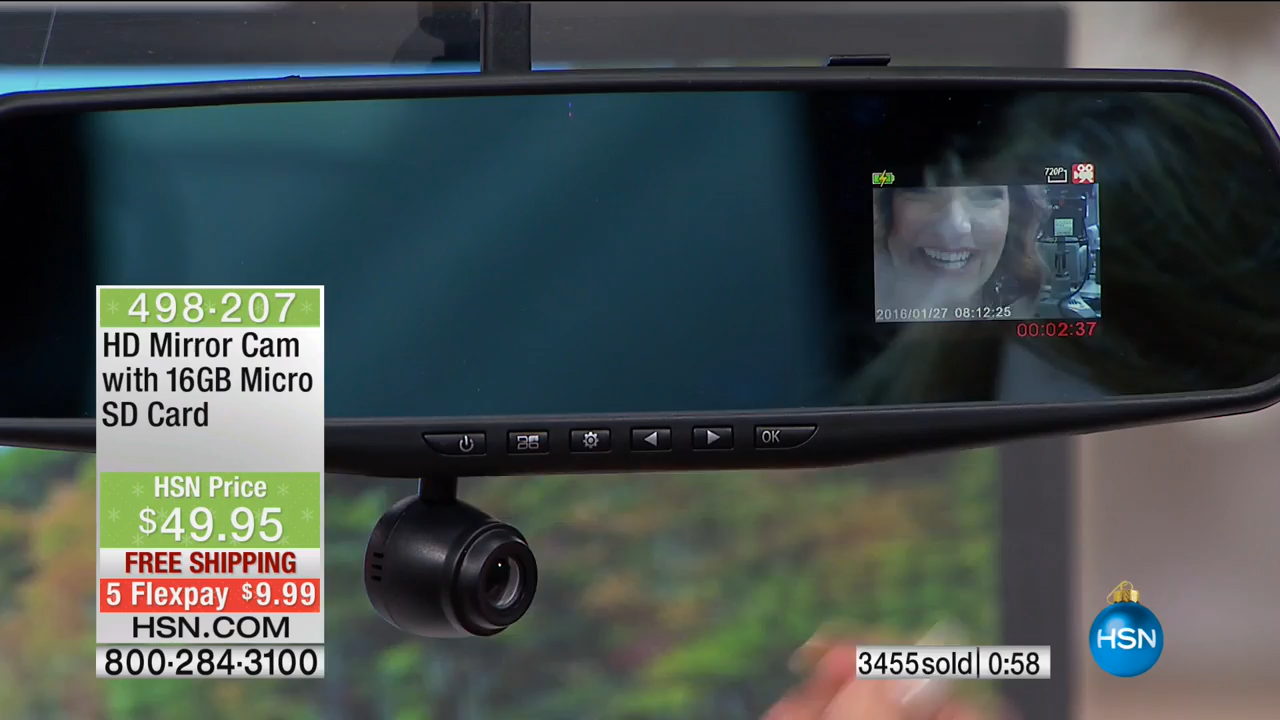 720P
2016/01/27 08:12:25
00:02:37
OK
498·207
HD Mirror Cam
with 16GB Micro
SD Card
HSN Price
$49.95
FREE SHIPPING
5 Flexpay $9.99
HSN.COM
800·284·3100
3455 sold | 0:58
HSN